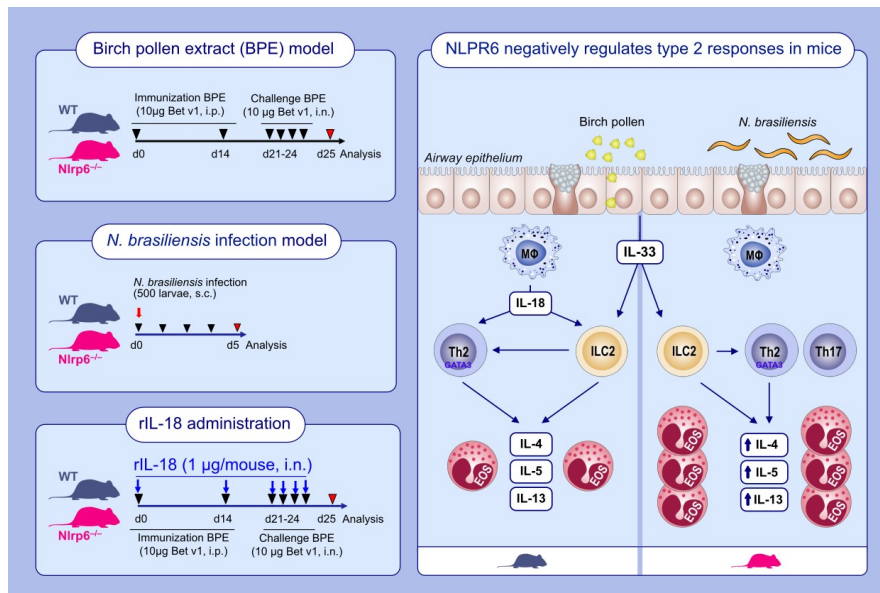 Birch pollen extract (BPE) model
WT
Nlrp6–/–
Immunization BPE
(10µg Bet v1, i.p.)
Challenge BPE
(10 µg Bet v1, i.n.)
d0
d14
d21-24
d25
Analysis
N. brasiliensis infection model
WT
Nlrp6–/–
N. brasiliensis infection
(500 larvae, s.c.)
d0
d5
Analysis
rIL-18 administration
WT
Nlrp6–/–
rIL-18 (1 µg/mouse, i.n.)
d0
d14
d21-24
d25
Analysis
Immunization BPE
(10µg Bet v1, i.p.)
Challenge BPE
(10 µg Bet v1, i.n.)
NLPR6 negatively regulates type 2 responses in mice
Birch pollen
N. brasiliensis
Airway epithelium
MΦ
IL-33
MΦ
IL-18
Th2
GATA3
ILC2
ILC2
Th2
GATA3
Th17
EOS
IL-4
IL-5
IL-13
EOS
EOS
EOS
EOS
IL-4
IL-5
IL-13
EOS
EOS
EOS